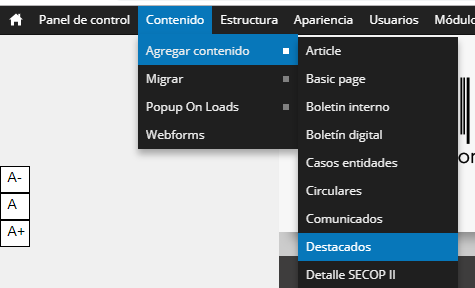 Panel de control Contenido Estructura Apariencia Usuarios Módulo
Agregar contenido
Migrar
Popup On Loads
Webforms
Article
Basic page
Boletin interno
Boletín digital
Casos entidades
Circulares
Comunicados
Destacados
Detalle SECOP II
A-
A
A+
or